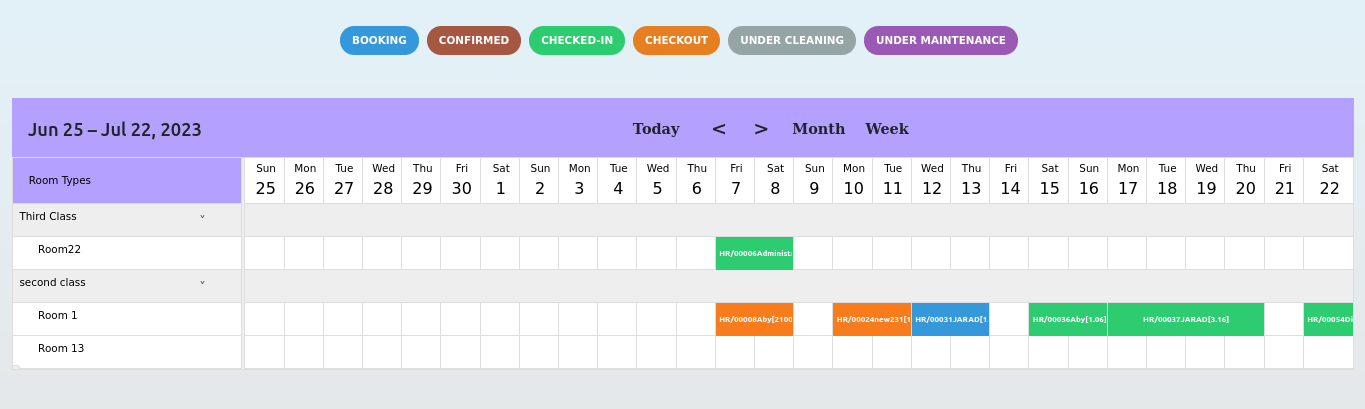 BOOKING CONFIRMED CHECKED-IN CHECKOUT UNDER CLEANING UNDER MAINTENANCE
Jun 25 – Jul 22, 2023 Today < > Month Week
Room Types
Sun Mon Tue Wed Thu Fri Sat Sun Mon Tue Wed Thu Fri Sat Sun Mon Tue Wed Thu Fri Sat Sun Mon Tue Wed Thu Fri Sat
25 26 27 28 29 30 1 2 3 4 5 6 7 8 9 10 11 12 13 14 15 16 17 18 19 20 21 22
Third Class
Room22 HR/00006Administ
second class
Room 1 HR/00008Aby[2100 HR/00024new231[1 HR/00031JARAD[1. HR/00036Aby[1.06] HR/00037JARAD[3.16] HR/00054Di
Room 13